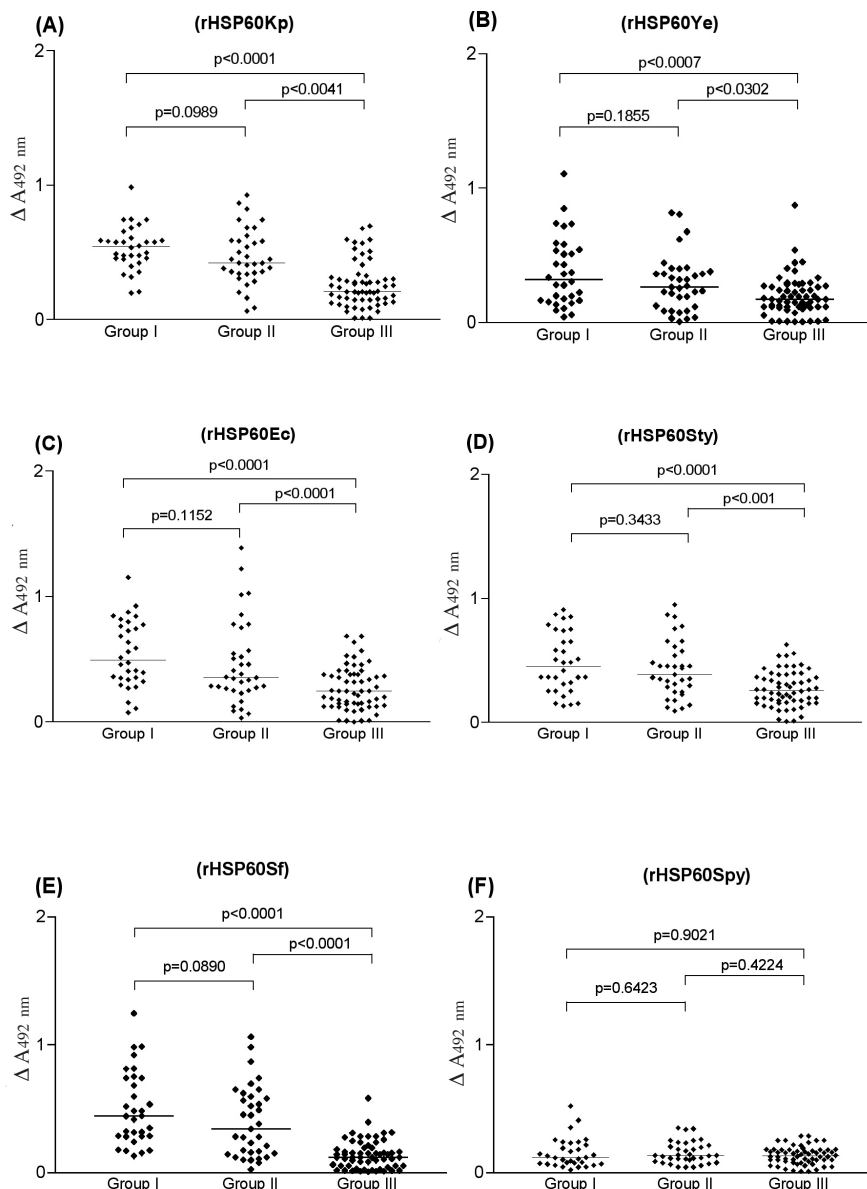 (A)
(rHSP60Kp)
2
p<0.0001
p<0.0041
p=0.0989
Δ A492 nm
1
0
Group I Group II Group III
(B)
(rHSP60Ye)
2
p<0.0007
p<0.0302
p=0.1855
Δ A492 nm
1
0
Group I Group II Group III
(C)
(rHSP60Ec)
2
p<0.0001
p<0.0001
p=0.1152
Δ A492 nm
1
0
Group I Group II Group III
(D)
(rHSP60Sty)
2
p<0.0001
p<0.001
p=0.3433
Δ A492 nm
1
0
Group I Group II Group III
(E)
(rHSP60Sf)
2
p<0.0001
p<0.0001
p=0.0890
Δ A492 nm
1
0
Group I Group II Group III
(F)
(rHSP60Spy)
2
p=0.9021
p=0.4224
p=0.6423
Δ A492 nm
1
0
Group I Group II Group III